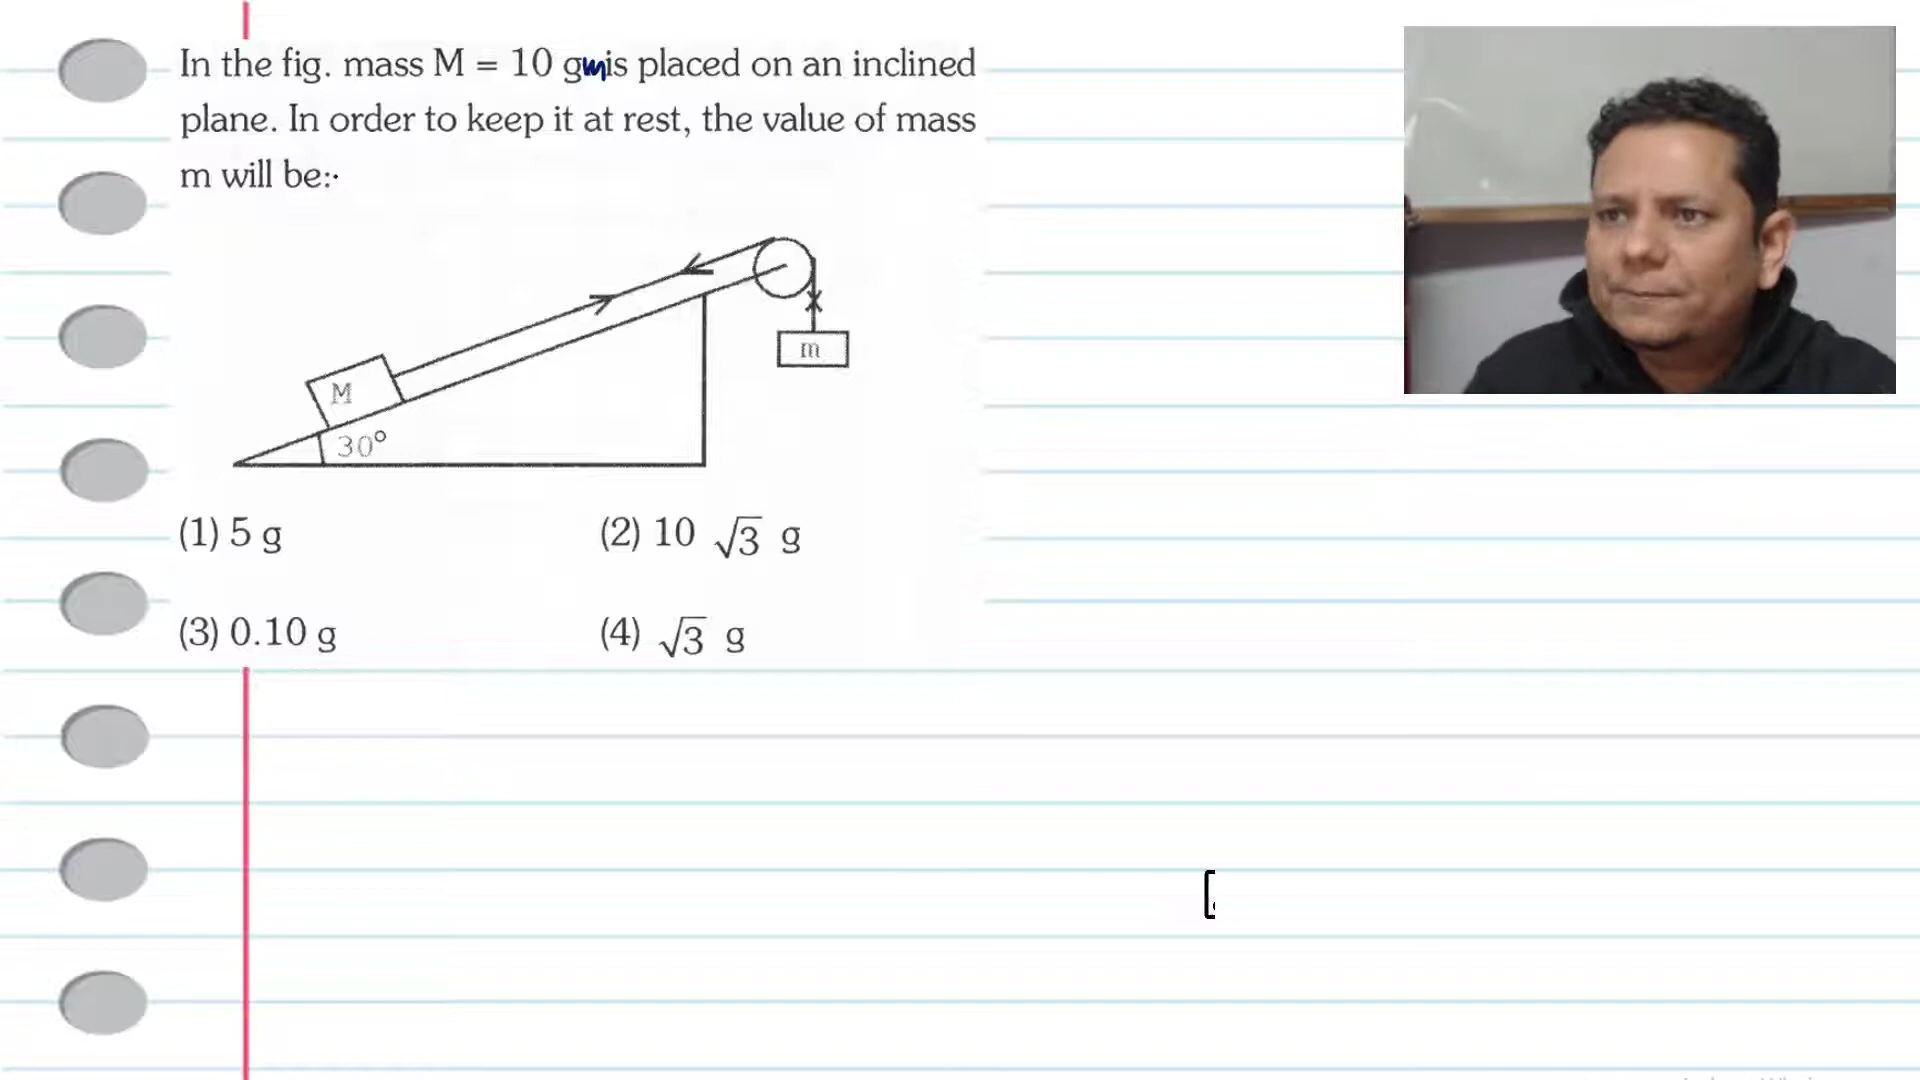 In the fig. mass M = 10 gm is placed on an inclined
plane. In order to keep it at rest, the value of mass
m will be:·
m
M
30°
(1) 5 g
(2) 10 √3 g
(3) 0.10 g
(4) √3 g